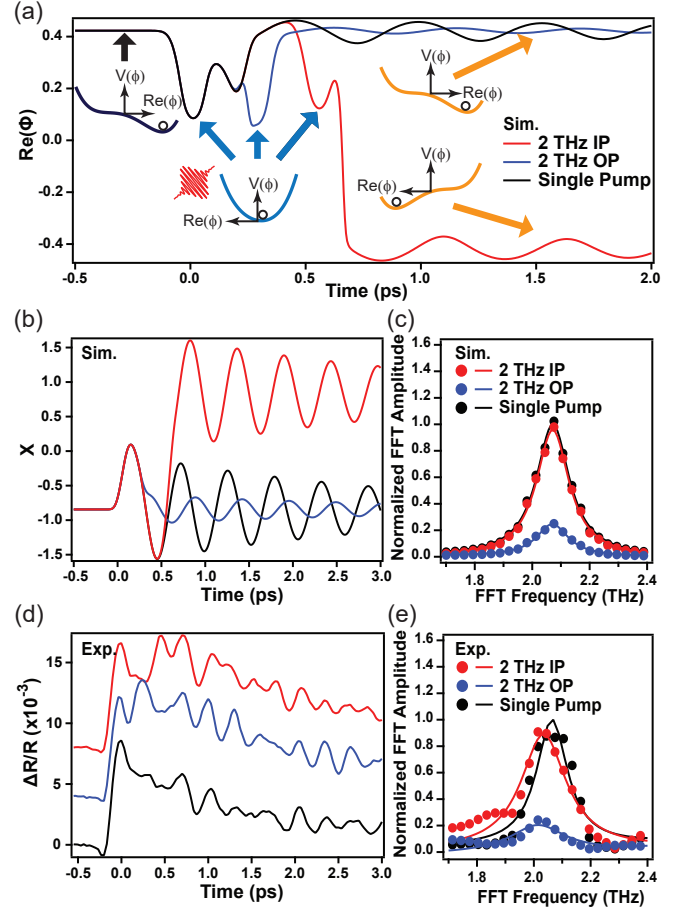 (a)
0.4
0.2
0.0
-0.2
-0.4
Re(Φ)
V(ϕ)
Re(ϕ)
V(ϕ)
Re(ϕ)
V(ϕ)
Re(ϕ)
V(ϕ)
Re(ϕ)
Sim.
2 THz IP
2 THz OP
Single Pump
-0.5 0.0 0.5 1.0 1.5 2.0
Time (ps)
(b)
Sim.
1.5
1.0
0.5
0.0
-0.5
-1.0
-1.5
X
-0.5 0.0 0.5 1.0 1.5 2.0 2.5 3.0
Time (ps)
(c)
Normalized FFT Amplitude
1.6
1.4
1.2
1.0
0.8
0.6
0.4
0.2
0.0
Sim.
2 THz IP
2 THz OP
Single Pump
1.8 2.0 2.2 2.4
FFT Frequency (THz)
(d)
Exp.
15
10
5
0
ΔR/R (x10⁻³)
-0.5 0.0 0.5 1.0 1.5 2.0 2.5 3.0
Time (ps)
(e)
Normalized FFT Amplitude
1.6
1.4
1.2
1.0
0.8
0.6
0.4
0.2
0.0
Exp.
2 THz IP
2 THz OP
Single Pump
1.8 2.0 2.2 2.4
FFT Frequency (THz)